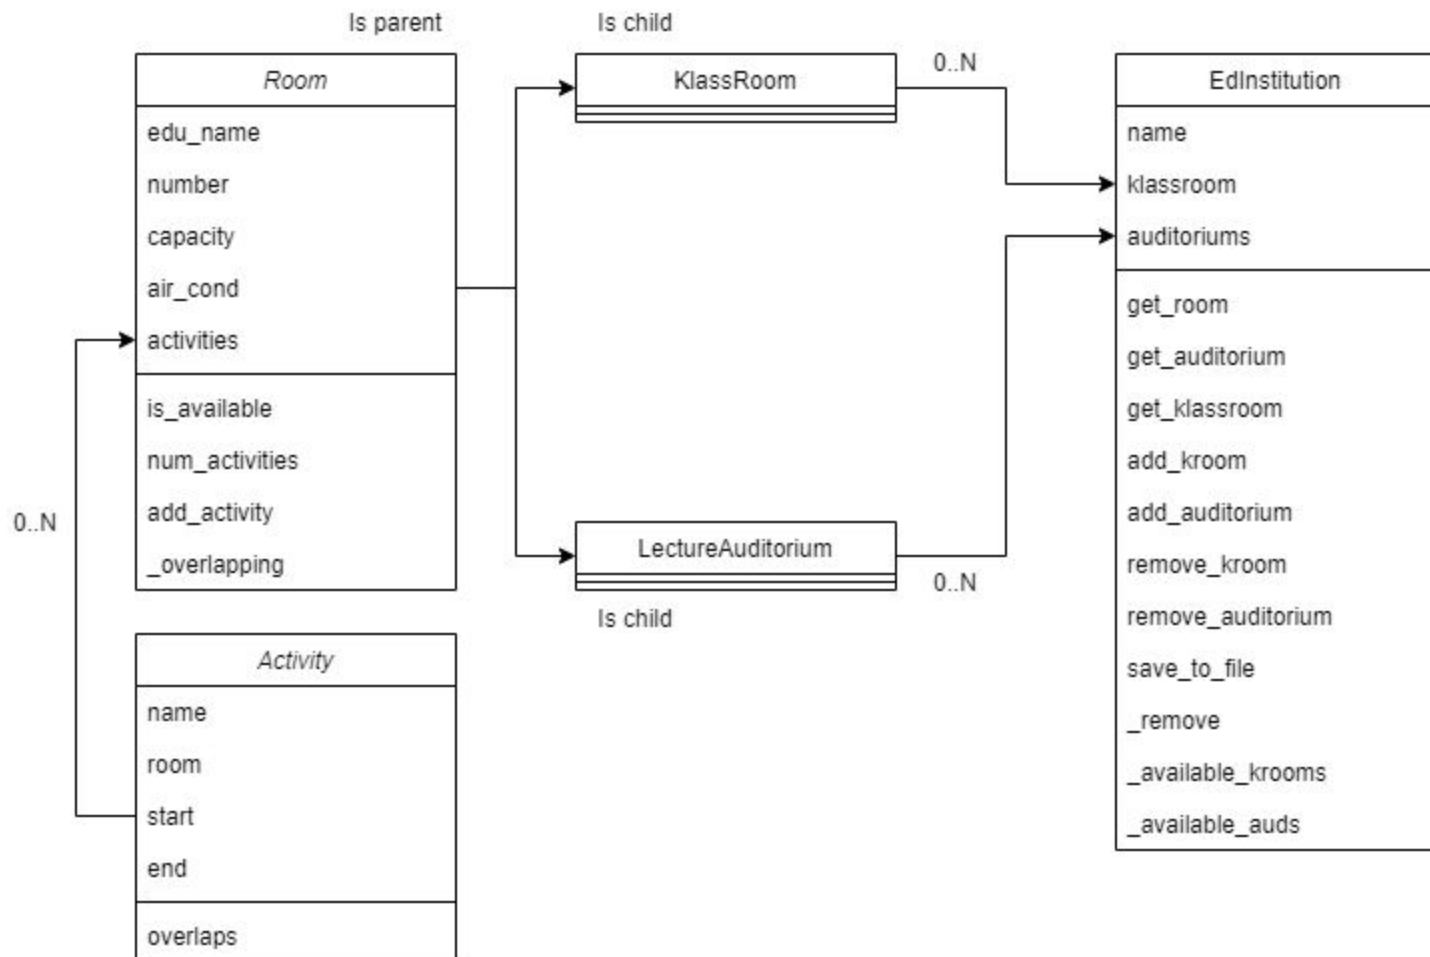 Is parent
Is child
Room
edu_name
number
capacity
air_cond
activities
is_available
num_activities
add_activity
_overlapping
0..N
Activity
name
room
start
end
overlaps
KlassRoom
0..N
LectureAuditorium
0..N
Is child
EdInstitution
name
klassroom
auditoriums
get_room
get_auditorium
get_klassroom
add_kroom
add_auditorium
remove_kroom
remove_auditorium
save_to_file
_remove
_available_krooms
_available_auds